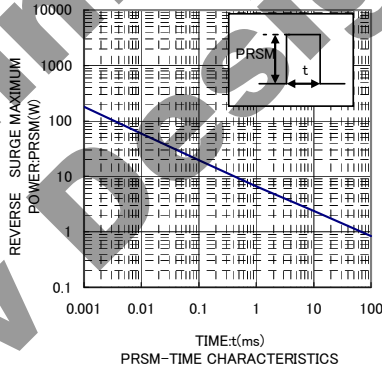 10000
1000
100
10
1
0.1
REVERSE SURGE MAXIMUM
POWER:PRSM(W)
PRSM
t
0.001 0.01 0.1 1 10 100
TIME:t(ms)
PRSM-TIME CHARACTERISTICS